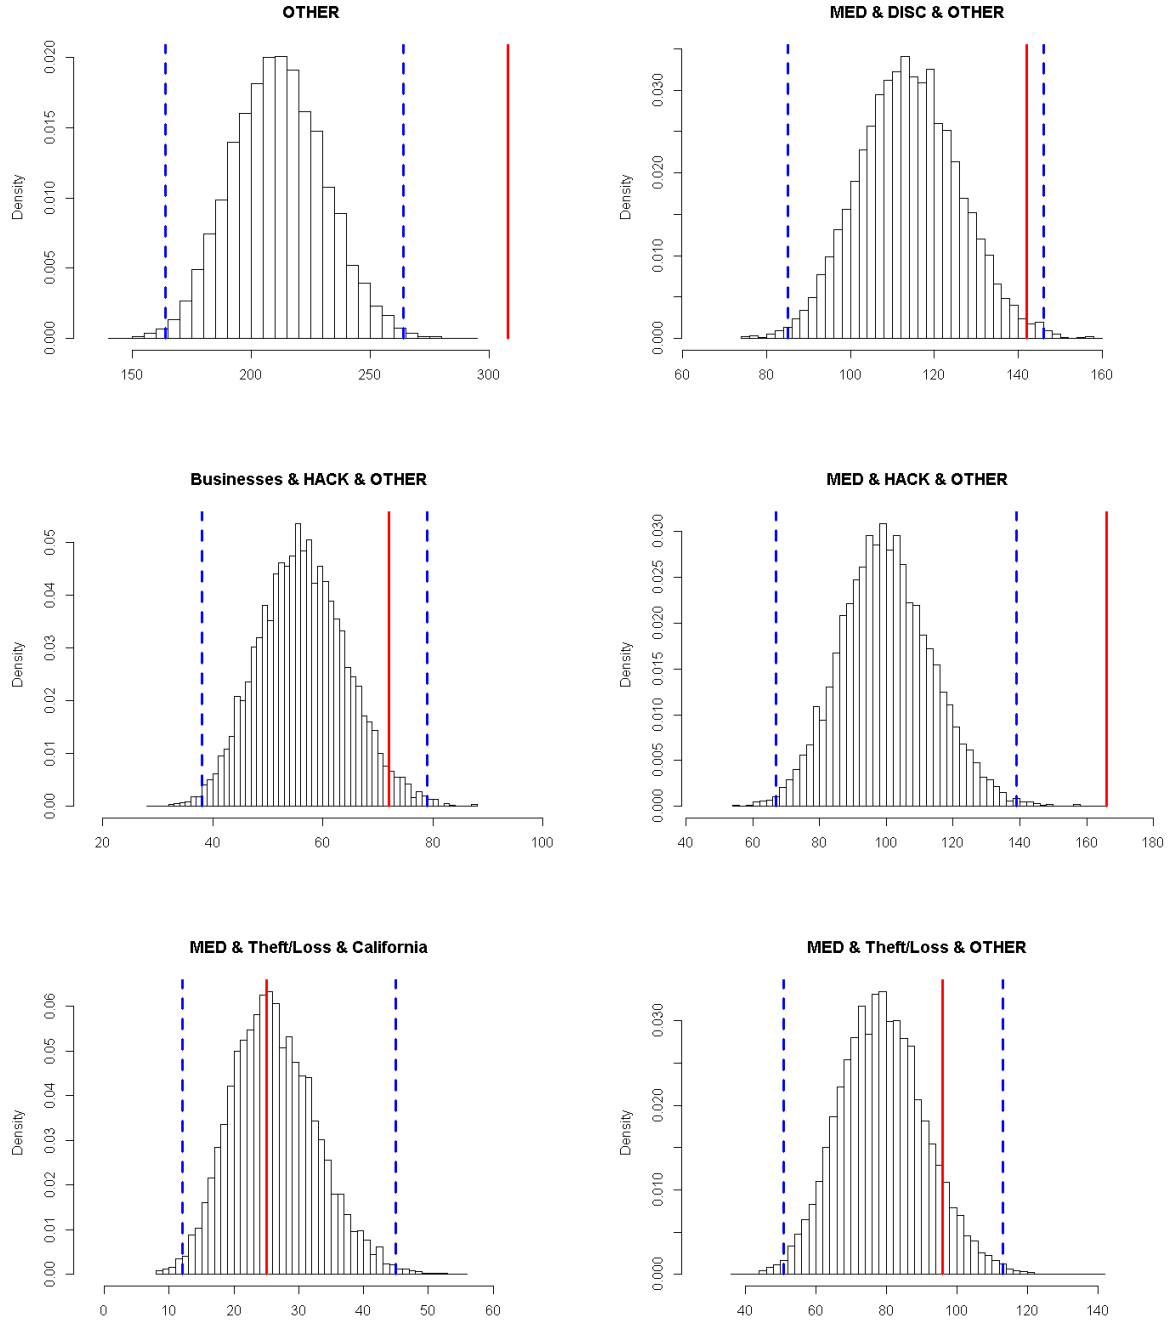 OTHER
MED & DISC & OTHER
Density
0.000 0.005 0.010 0.015 0.020
150 200 250 300
Density
0.000 0.010 0.020 0.030
60 80 100 120 140 160
Businesses & HACK & OTHER
MED & HACK & OTHER
Density
0.00 0.01 0.02 0.03 0.04 0.05
20 40 60 80 100
Density
0.000 0.005 0.010 0.015 0.020 0.025 0.030
40 60 80 100 120 140 160 180
MED & Theft/Loss & California
MED & Theft/Loss & OTHER
Density
0.00 0.01 0.02 0.03 0.04 0.05 0.06
0 10 20 30 40 50 60
Density
0.000 0.010 0.020 0.030
40 60 80 100 120 140